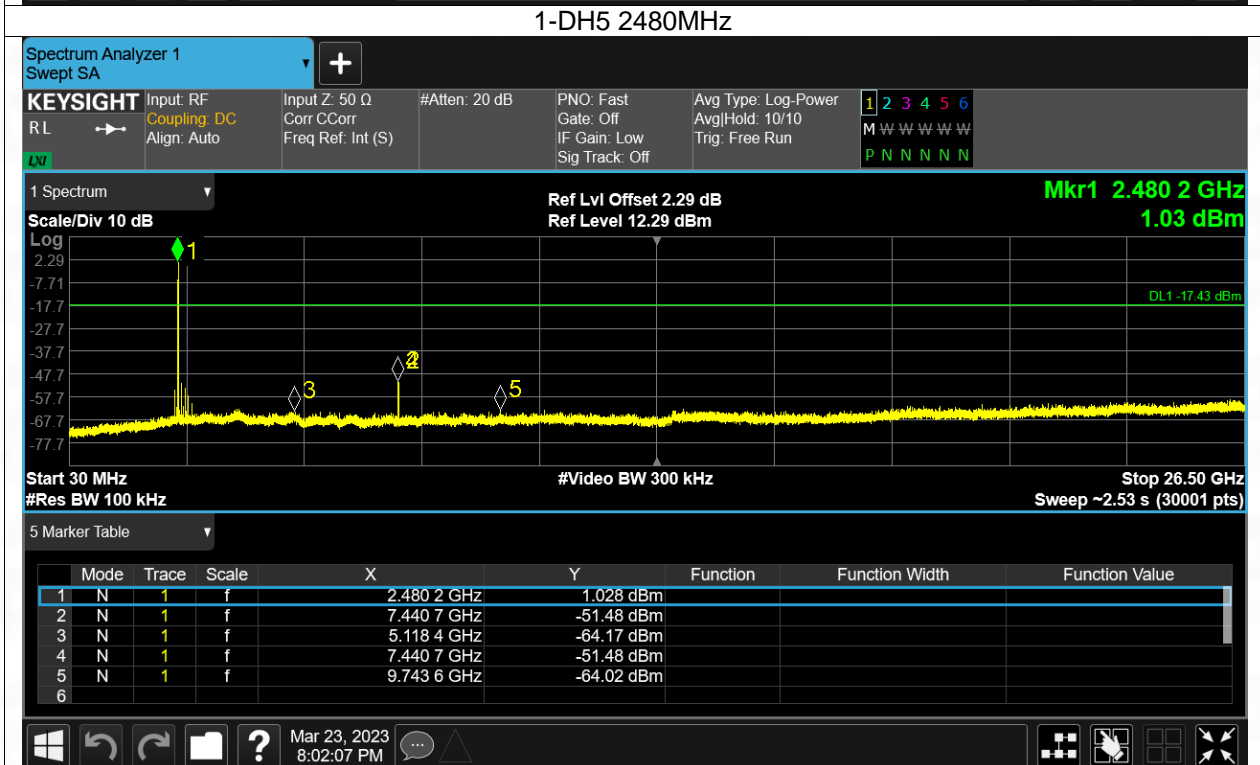 1-DH5 2480MHz
Spectrum Analyzer 1
Swept SA
+
KEYSIGHT Input: RF Input Z: 50 Ω #Atten: 20 dB PNO: Fast Avg Type: Log-Power 1 2 3 4 5 6
RL Coupling: DC Corr CCorr Gate: Off Avg|Hold: 10/10 M W W W W W
Align: Auto Freq Ref: Int (S) IF Gain: Low Trig: Free Run
LXI Sig Track: Off P N N N N N
1 Spectrum Ref Lvl Offset 2.29 dB Mkr1 2.480 2 GHz
Scale/Div 10 dB Ref Level 12.29 dBm 1.03 dBm
Log
1
2.29
-7.71
DL1 -17.43 dBm
-17.7
-27.7
-37.7
-47.7
3 5
-57.7
-67.7
-77.7
Start 30 MHz #Video BW 300 kHz Stop 26.50 GHz
#Res BW 100 kHz Sweep ~2.53 s (30001 pts)
5 Marker Table
Mode Trace Scale X Y Function Function Width Function Value
1 N 1 f 2.480 2 GHz 1.028 dBm
2 N 1 f 7.440 7 GHz -51.48 dBm
3 N 1 f 5.118 4 GHz -64.17 dBm
4 N 1 f 7.440 7 GHz -51.48 dBm
5 N 1 f 9.743 6 GHz -64.02 dBm
6
? Mar 23, 2023
8:02:07 PM